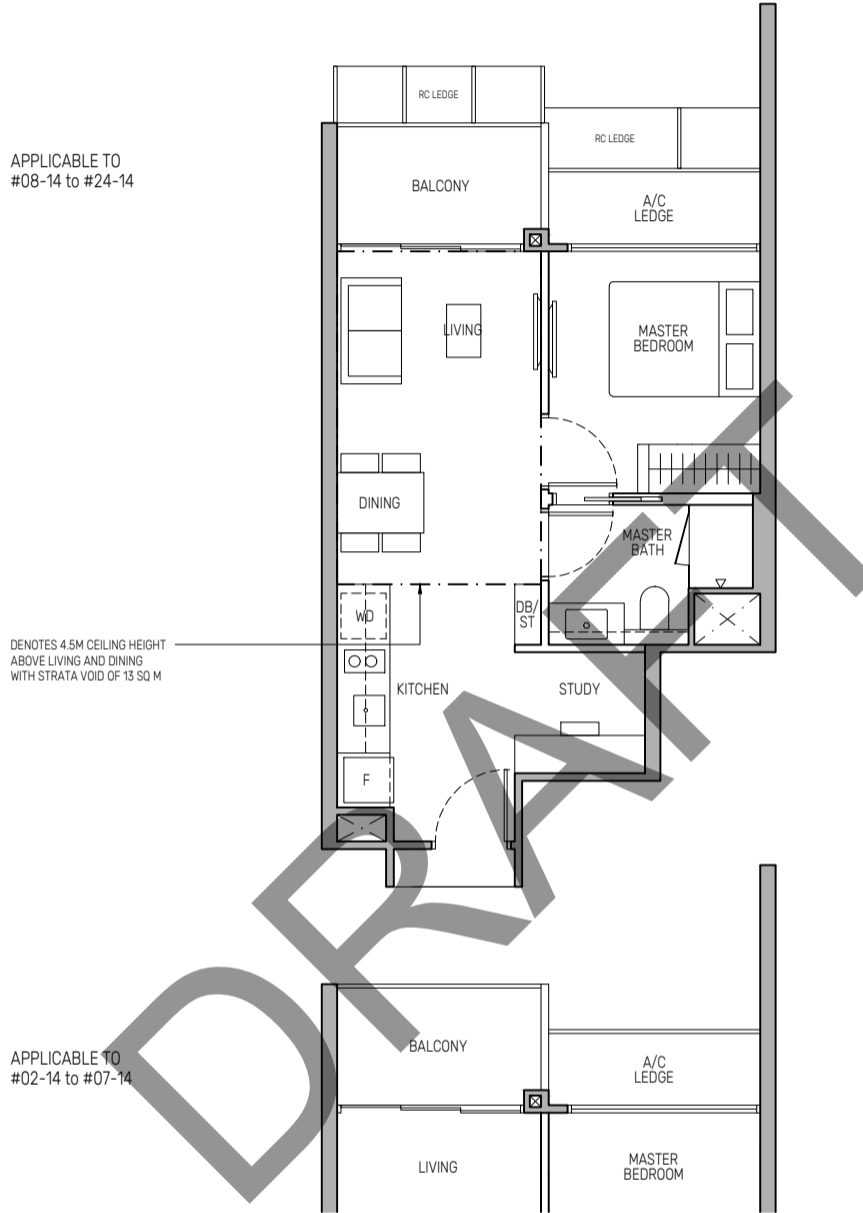 RC LEDGE
RC LEDGE
APPLICABLE TO
#08-14 to #24-14
BALCONY
A/C
LEDGE
LIVING
MASTER
BEDROOM
DINING
MASTER
BATH
WD
DB/
ST
DENOTES 4.5M CEILING HEIGHT
ABOVE LIVING AND DINING
WITH STRATA VOID OF 13 SQ M
KITCHEN
STUDY
F
DRAFT
BALCONY
APPLICABLE TO
#02-14 to #07-14
A/C
LEDGE
LIVING
MASTER
BEDROOM